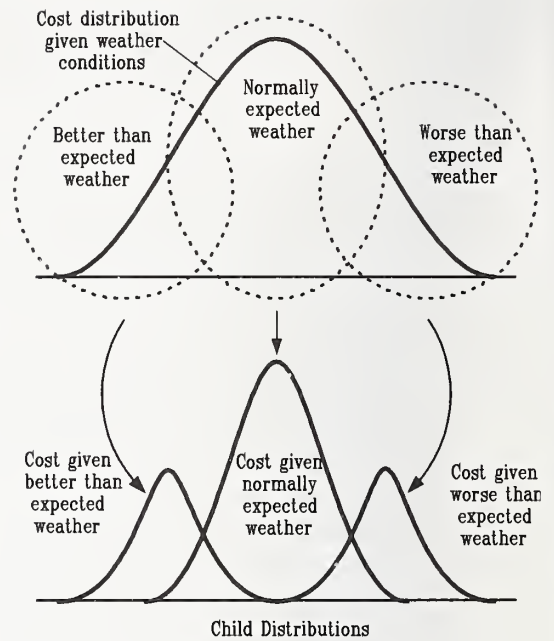 Cost distribution
given weather
conditions
Normally
expected
weather
Better than
expected
weather
Worse than
expected
weather
Cost given
better than
expected
weather
Cost given
normally
expected
weather
Cost given
worse than
expected
weather
Child Distributions